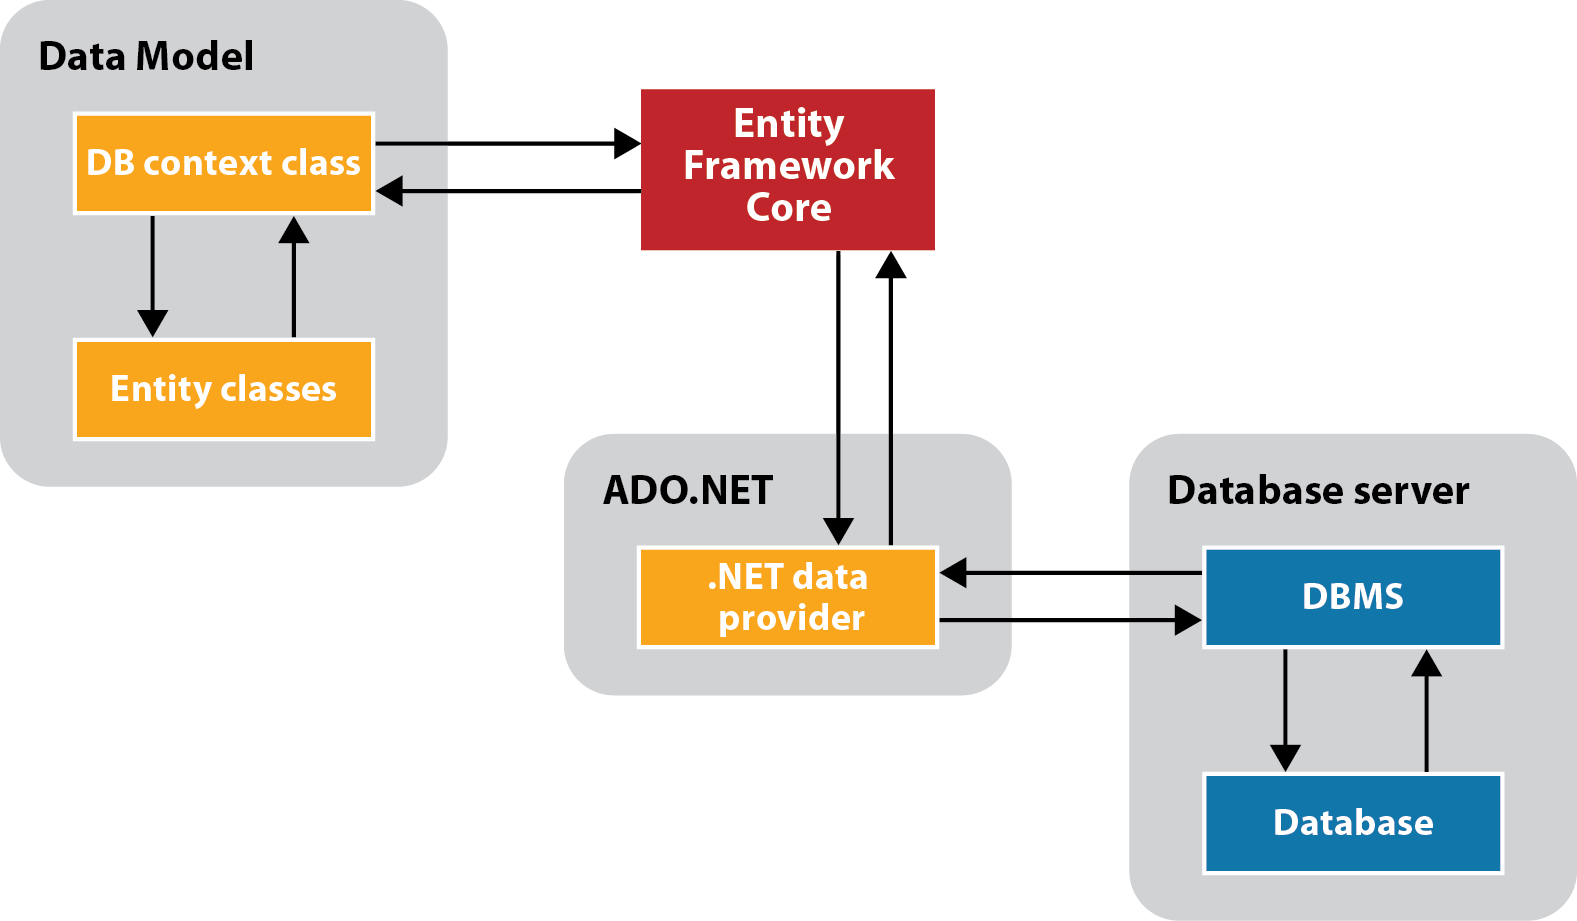 Data Model
DB context class
Entity classes
Entity
Framework
Core
ADO.NET
.NET data
provider
Database server
DBMS
Database